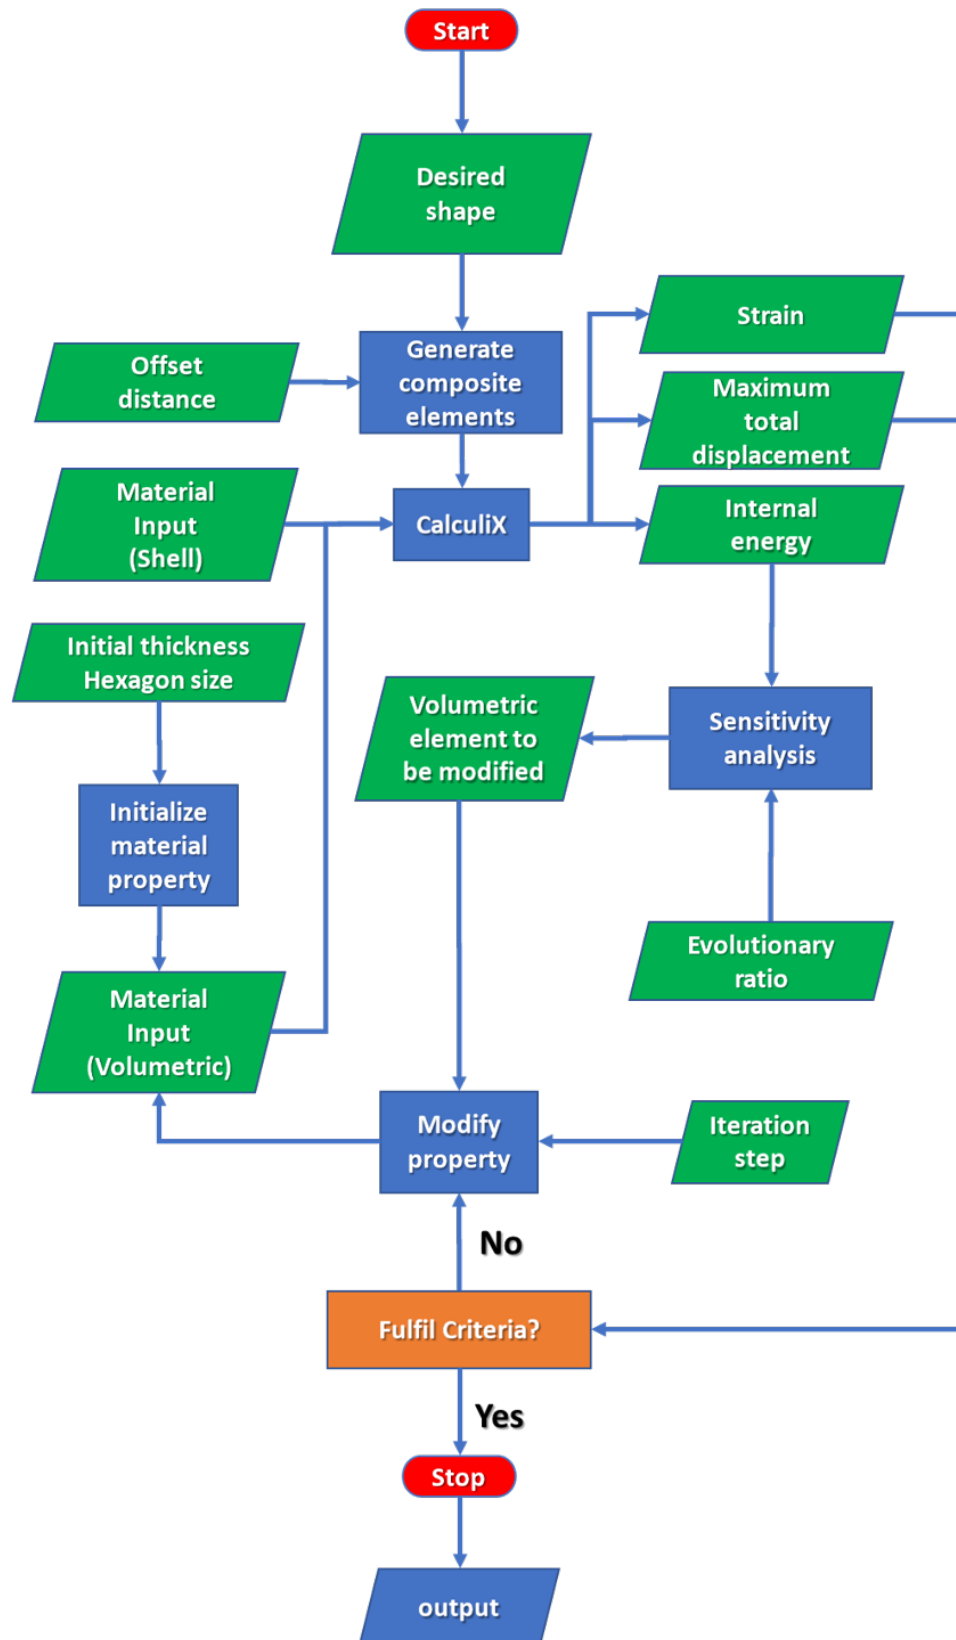 Start
Desired
shape
Offset
distance
Generate
composite
elements
Strain
Maximum
total
displacement
Material
Input
(Shell)
CalculiX
Internal
energy
Initial thickness
Hexagon size
Volumetric
element to
be modified
Sensitivity
analysis
Initialize
material
property
Evolutionary
ratio
Material
Input
(Volumetric)
Modify
property
Iteration
step
No
Fulfil Criteria?
Yes
Stop
output